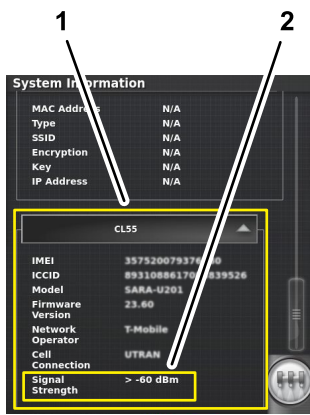 1 2
System Information
MAC Address N/A
Type N/A
SSID N/A
Encryption N/A
Key N/A
IP Address N/A
CL55
IMEI
ICCID
Model SARA-U201
Firmware Version 23.60
Network Operator T-Mobile
Cell Connection UTRAN
Signal Strength > -60 dBm